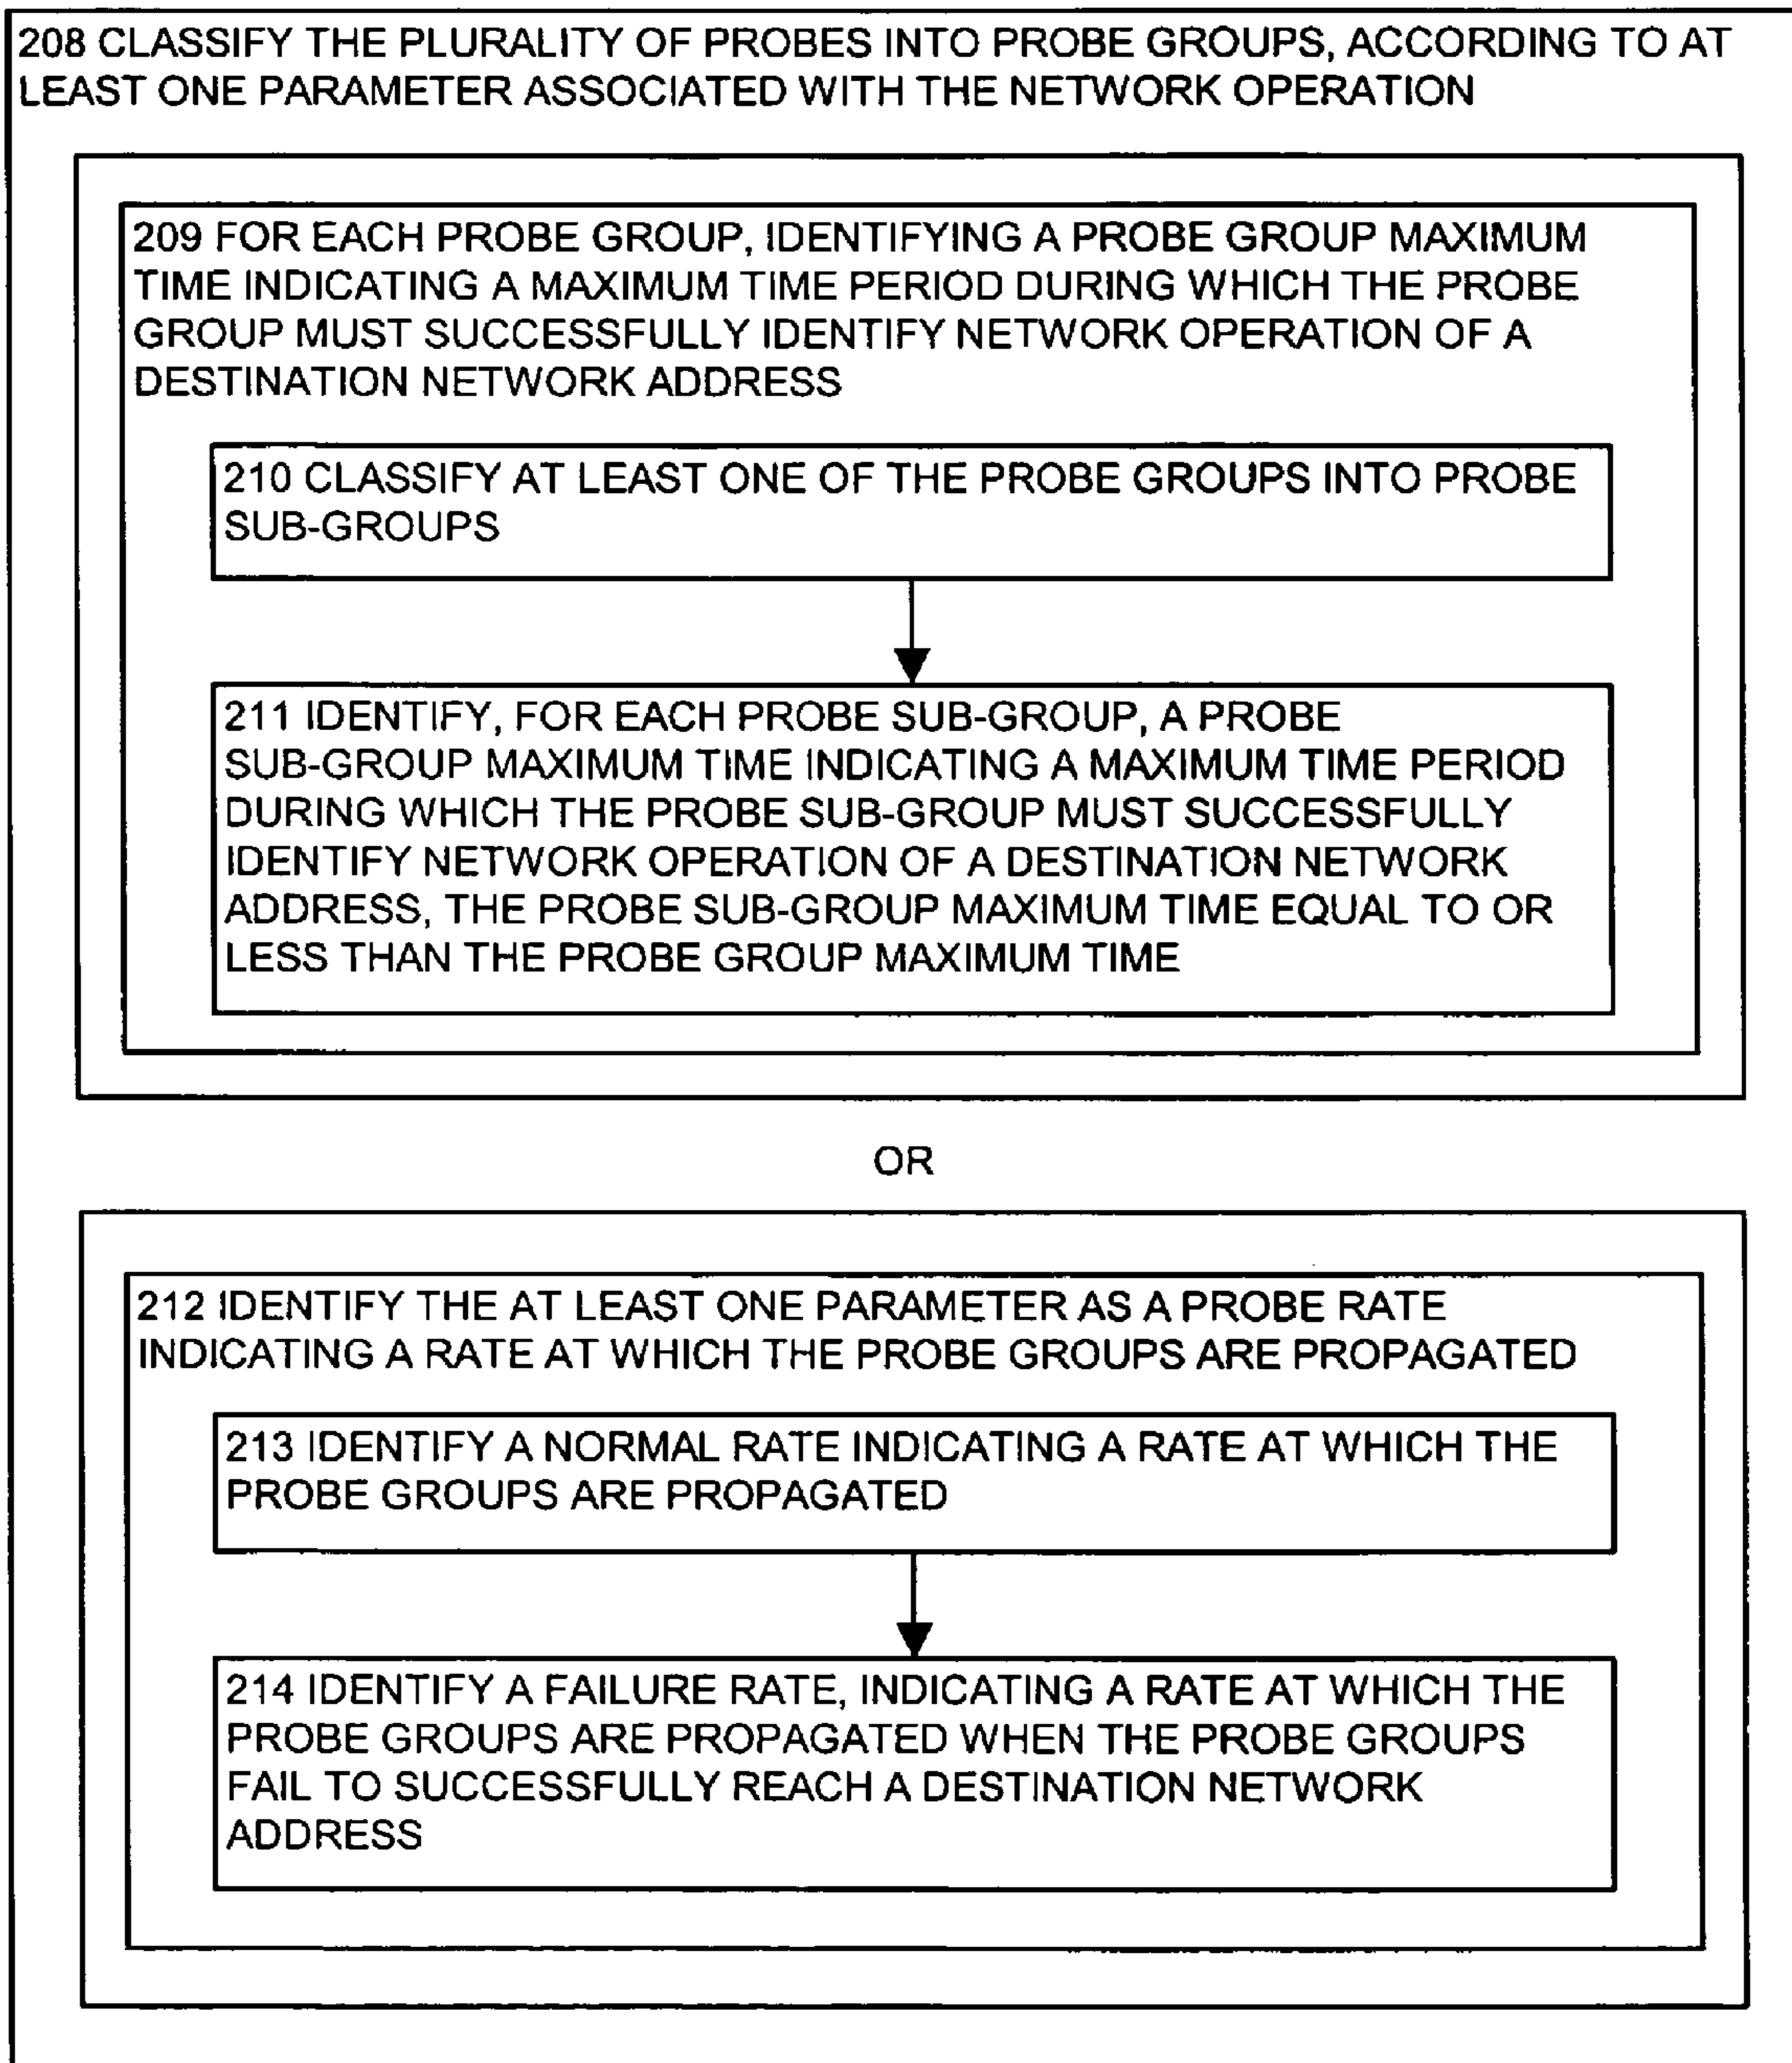 208 CLASSIFY THE PLURALITY OF PROBES INTO PROBE GROUPS, ACCORDING TO AT
LEAST ONE PARAMETER ASSOCIATED WITH THE NETWORK OPERATION
209 FOR EACH PROBE GROUP, IDENTIFYING A PROBE GROUP MAXIMUM
TIME INDICATING A MAXIMUM TIME PERIOD DURING WHICH THE PROBE
GROUP MUST SUCCESSFULLY IDENTIFY NETWORK OPERATION OF A
DESTINATION NETWORK ADDRESS
210 CLASSIFY AT LEAST ONE OF THE PROBE GROUPS INTO PROBE
SUB-GROUPS
211 IDENTIFY, FOR EACH PROBE SUB-GROUP, A PROBE
SUB-GROUP MAXIMUM TIME INDICATING A MAXIMUM TIME PERIOD
DURING WHICH THE PROBE SUB-GROUP MUST SUCCESSFULLY
IDENTIFY NETWORK OPERATION OF A DESTINATION NETWORK
ADDRESS, THE PROBE SUB-GROUP MAXIMUM TIME EQUAL TO OR
LESS THAN THE PROBE GROUP MAXIMUM TIME
OR
212 IDENTIFY THE AT LEAST ONE PARAMETER AS A PROBE RATE
INDICATING A RATE AT WHICH THE PROBE GROUPS ARE PROPAGATED
213 IDENTIFY A NORMAL RATE INDICATING A RATE AT WHICH THE
PROBE GROUPS ARE PROPAGATED
214 IDENTIFY A FAILURE RATE, INDICATING A RATE AT WHICH THE
PROBE GROUPS ARE PROPAGATED WHEN THE PROBE GROUPS
FAIL TO SUCCESSFULLY REACH A DESTINATION NETWORK
ADDRESS